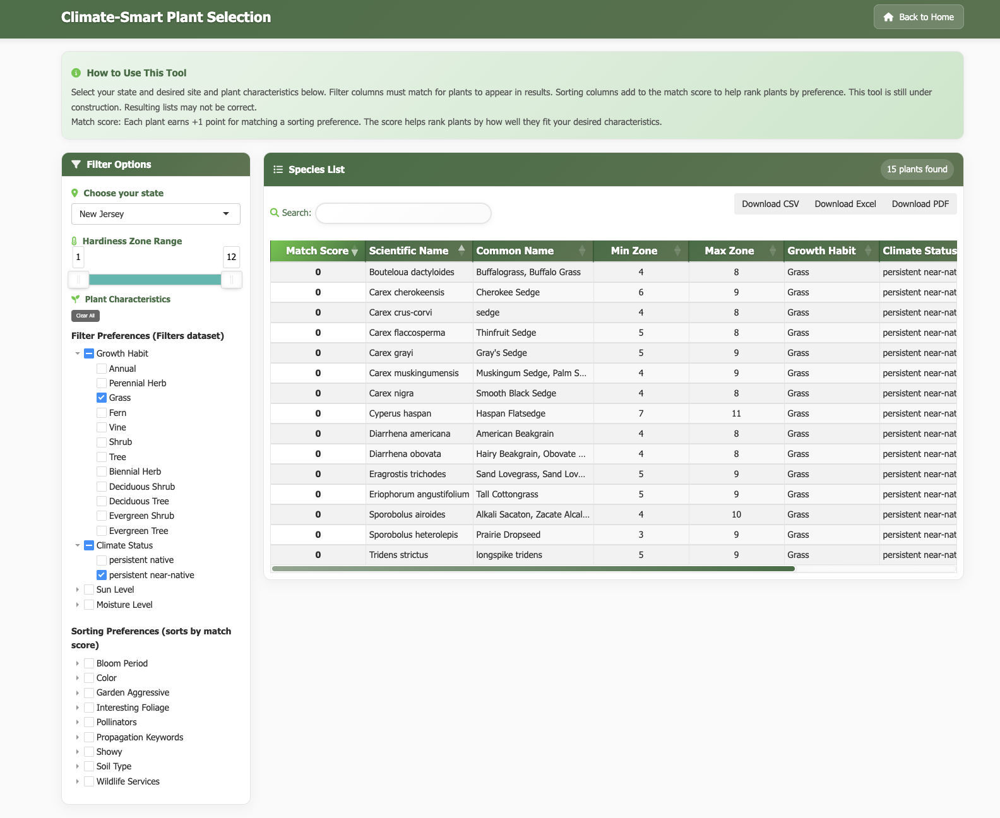 Climate-Smart Plant Selection
Back to Home
How to Use This Tool
Select your state and desired site and plant characteristics below. Filter columns must match for plants to appear in results. Sorting columns add to the match score to help rank plants by preference. This tool is still under
construction. Resulting lists may not be correct.
Match score: Each plant earns +1 point for matching a sorting preference. The score helps rank plants by how well they fit your desired characteristics.
Filter Options
Choose your state
New Jersey
Hardiness Zone Range
1 12
Plant Characteristics
Clear All
Filter Preferences (Filters dataset)
Growth Habit
Annual
Perennial Herb
Grass
Fern
Vine
Shrub
Tree
Biennial Herb
Deciduous Shrub
Deciduous Tree
Evergreen Shrub
Evergreen Tree
Climate Status
persistent native
persistent near-native
Sun Level
Moisture Level
Sorting Preferences (sorts by match
score)
Bloom Period
Color
Garden Aggressive
Interesting Foliage
Pollinators
Propagation Keywords
Showy
Soil Type
Wildlife Services
Species List
15 plants found
Search:
Download CSV Download Excel Download PDF
Match Score Scientific Name Common Name Min Zone Max Zone Growth Habit Climate Status
0 Bouteloua dactyloides Buffalograss, Buffalo Grass 4 8 Grass persistent near-nat
0 Carex cherokeensis Cherokee Sedge 6 9 Grass persistent near-nat
0 Carex crus-corvi sedge 4 8 Grass persistent near-nat
0 Carex flaccosperma Thinfruit Sedge 5 8 Grass persistent near-nat
0 Carex grayi Gray's Sedge 5 9 Grass persistent near-nat
0 Carex muskingumensis Muskingum Sedge, Palm S... 4 9 Grass persistent near-nat
0 Carex nigra Smooth Black Sedge 4 8 Grass persistent near-nat
0 Cyperus haspan Haspan Flatsedge 7 11 Grass persistent near-nat
0 Diarrhena americana American Beakgrain 4 8 Grass persistent near-nat
0 Diarrhena obovata Hairy Beakgrain, Obovate ... 4 8 Grass persistent near-nat
0 Eragrostis trichodes Sand Lovegrass, Sand Lov... 5 9 Grass persistent near-nat
0 Eriophorum angustifolium Tall Cottongrass 5 9 Grass persistent near-nat
0 Sporobolus airoides Alkali Sacaton, Zacate Alcal... 4 10 Grass persistent near-nat
0 Sporobolus heterolepis Prairie Dropseed 3 9 Grass persistent near-nat
0 Tridens strictus longspike tridens 5 9 Grass persistent near-nat